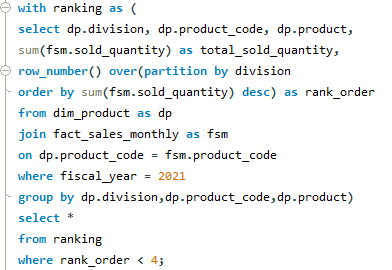 with ranking as (
select dp.division, dp.product_code, dp.product,
sum(fsm.sold_quantity) as total_sold_quantity,
row_number() over(partition by division
order by sum(fsm.sold_quantity) desc) as rank_order
from dim_product as dp
join fact_sales_monthly as fsm
on dp.product_code = fsm.product_code
where fiscal_year = 2021
group by dp.division,dp.product_code,dp.product)
select *
from ranking
where rank_order < 4;